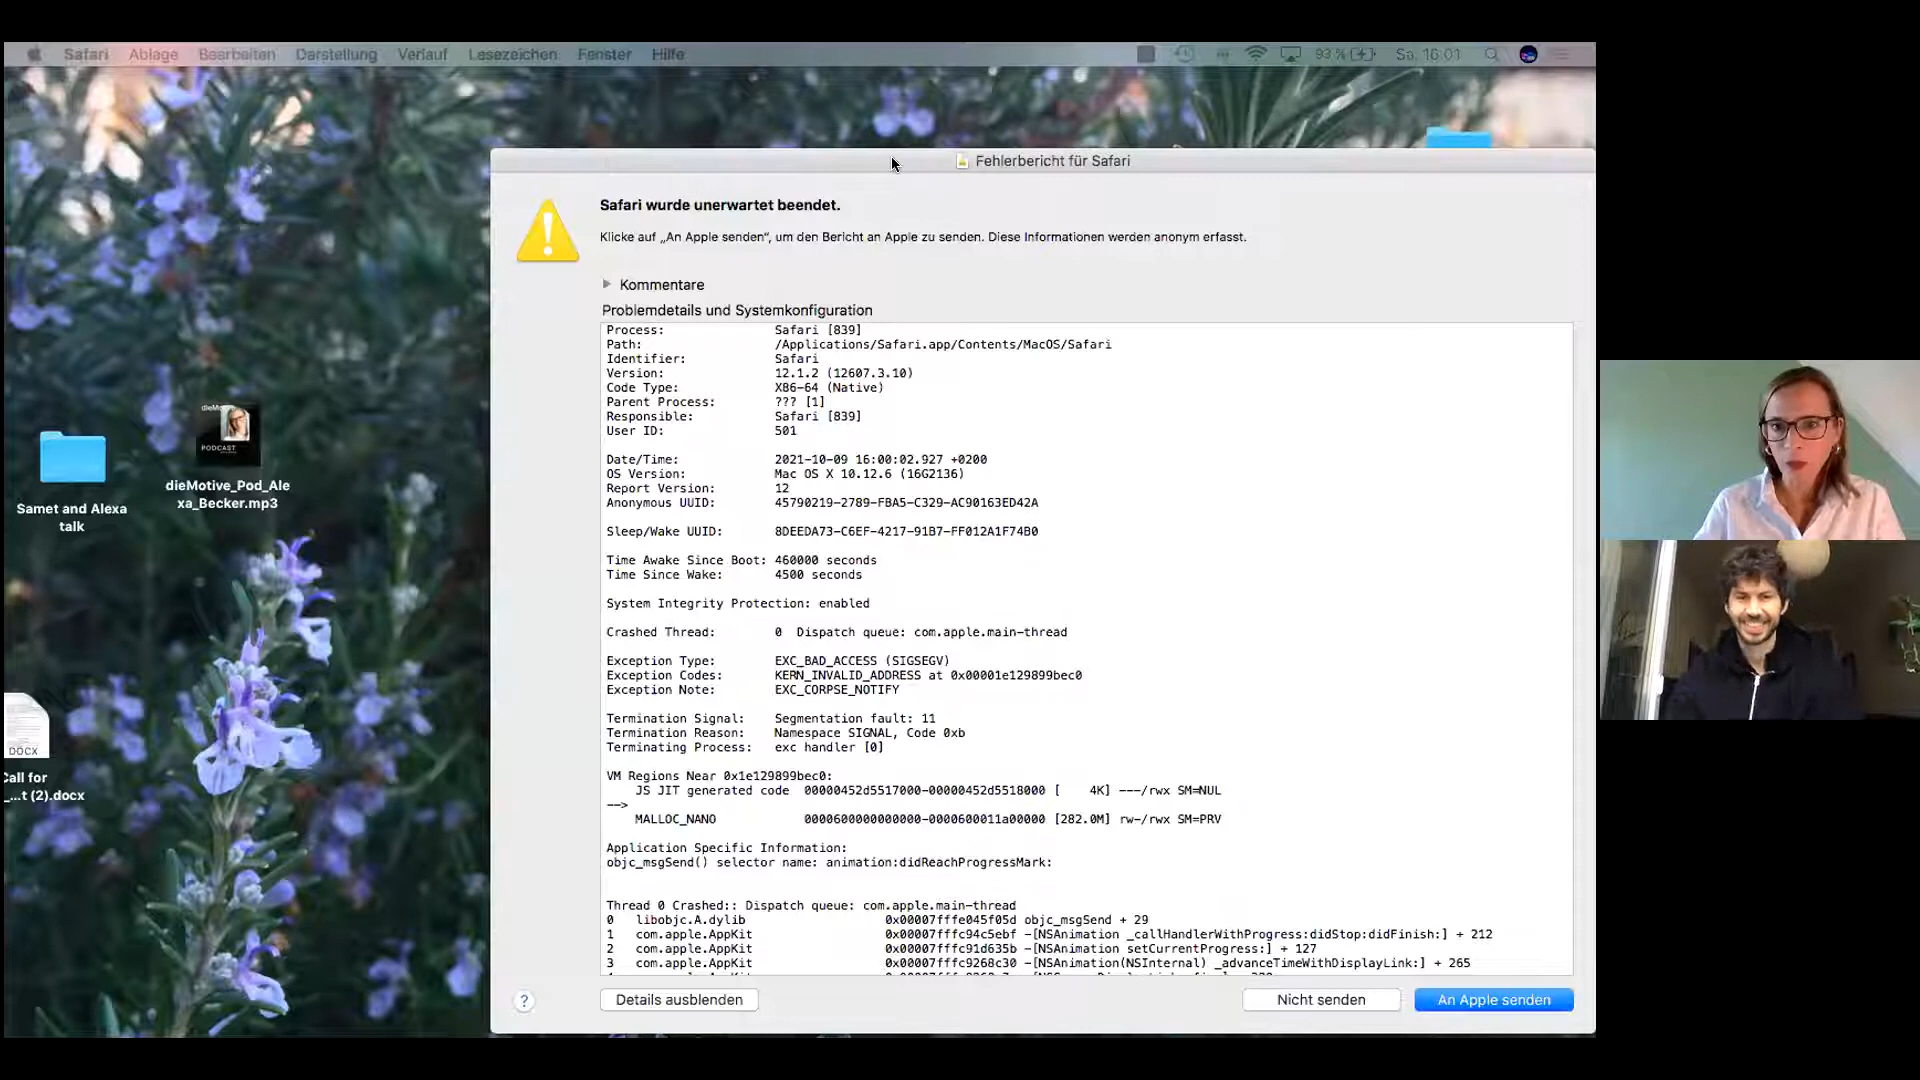 Safari Ablage Bearbeiten Darstellung Verlauf Lesezeichen Fenster Hilfe 93 % Sa. 16:01
Fehlerbericht für Safari
Safari wurde unerwartet beendet.
Klicke auf „An Apple senden“, um den Bericht an Apple zu senden. Diese Informationen werden anonym erfasst.
Kommentare
Problemdetails und Systemkonfiguration
Process: Safari [839]
Path: /Applications/Safari.app/Contents/MacOS/Safari
Identifier: Safari
Version: 12.1.2 (12607.3.10)
Code Type: X86-64 (Native)
Parent Process: ??? [1]
Responsible: Safari [839]
User ID: 501
Date/Time: 2021-10-09 16:00:02.927 +0200
OS Version: Mac OS X 10.12.6 (16G2136)
Report Version: 12
Anonymous UUID: 45790219-2789-FBA5-C329-AC90163ED42A
Sleep/Wake UUID: 8DEEDA73-C6EF-4217-91B7-FF012A1F74B0
Time Awake Since Boot: 460000 seconds
Time Since Wake: 4500 seconds
System Integrity Protection: enabled
Crashed Thread: 0 Dispatch queue: com.apple.main-thread
Exception Type: EXC_BAD_ACCESS (SIGSEGV)
Exception Codes: KERN_INVALID_ADDRESS at 0x00001e129899bec0
Exception Note: EXC_CORPSE_NOTIFY
Termination Signal: Segmentation fault: 11
Termination Reason: Namespace SIGNAL, Code 0xb
Terminating Process: exc handler [0]
VM Regions Near 0x1e129899bec0:
JS JIT generated code 00000452d5517000-00000452d5518000 [ 4K] ---/rwx SM=NUL
-->
MALLOC_NANO 0000600000000000-0000600011a00000 [282.0M] rw-/rwx SM=PRV
Application Specific Information:
objc_msgSend() selector name: animation:didReachProgressMark:
Thread 0 Crashed:: Dispatch queue: com.apple.main-thread
0 libobjc.A.dylib 0x00007fffe045f05d objc_msgSend + 29
1 com.apple.AppKit 0x00007fffc94c5ebf -[NSAnimation _callHandlerWithProgress:didStop:didFinish:] + 212
2 com.apple.AppKit 0x00007fffc91d635b -[NSAnimation setCurrentProgress:] + 127
3 com.apple.AppKit 0x00007fffc9268c30 -[NSAnimation(NSInternal) _advanceTimeWithDisplayLink:] + 265
? Details ausblenden Nicht senden An Apple senden
Samet and Alexa
talk
dieMotive_Pod_Ale
xa_Becker.mp3
PODCAST
DOCX
Call for
_...t (2).docx